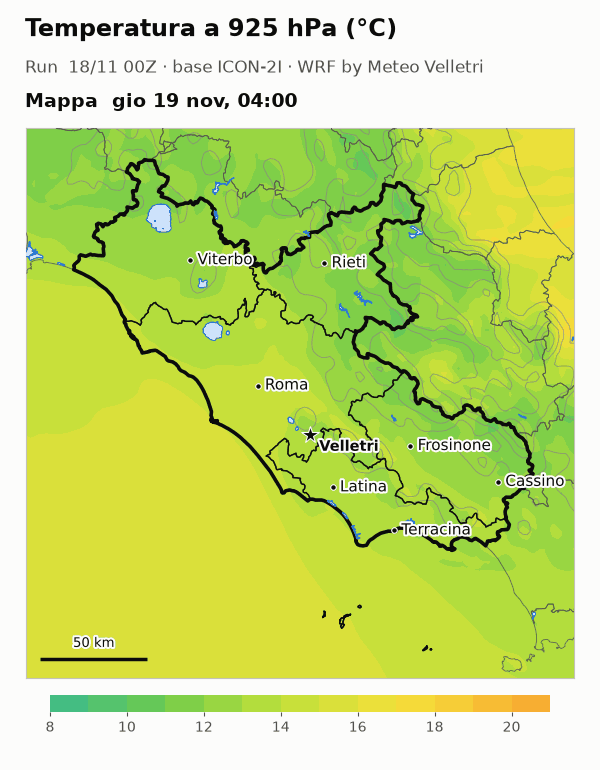 Temperatura a 925 hPa (°C)
Run  18/11 00Z · base ICON-2I · WRF by Meteo Velletri
Mappa  gio 19 nov, 04:00
Viterbo
Rieti
Roma
Velletri
Frosinone
Latina
Cassino
Terracina
50 km
8 10 12 14 16 18 20